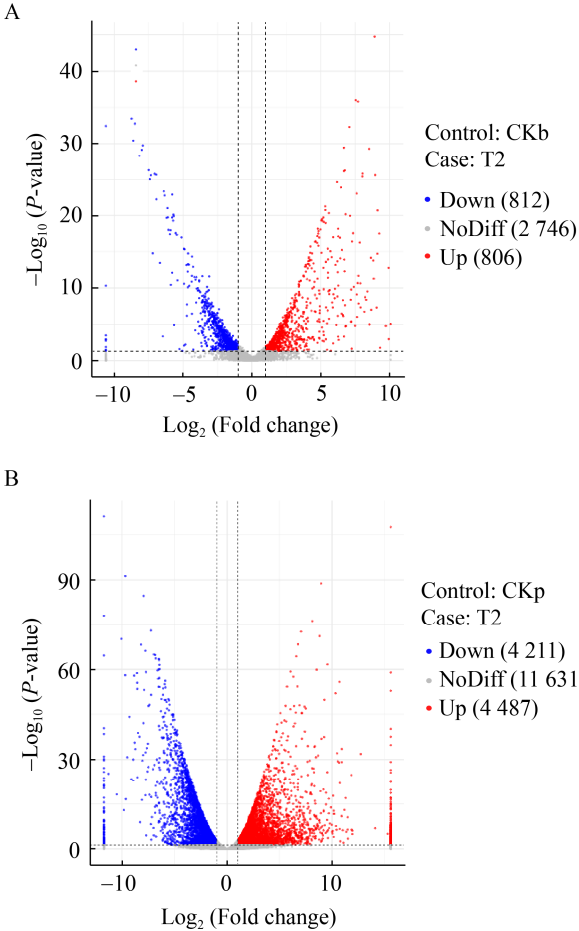 A
40
30
20
10
0
−Log10 (P-value)
−10
−5
0
5
10
Log2 (Fold change)
Control: CKb
Case: T2
Down (812)
NoDiff (2 746)
Up (806)
B
90
60
30
0
−Log10 (P-value)
−10
0
10
Log2 (Fold change)
Control: CKp
Case: T2
Down (4 211)
NoDiff (11 631
Up (4 487)